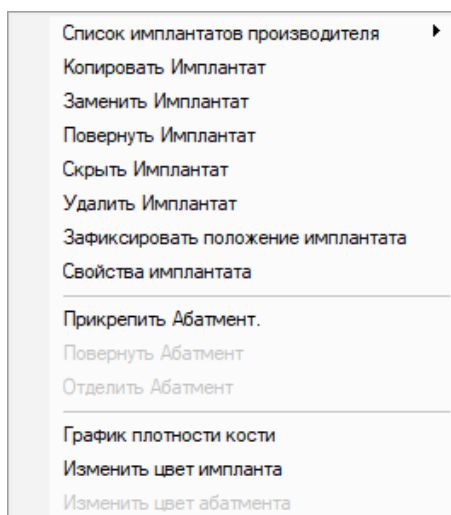 Список имплантатов производителя
Копировать Имплантат
Заменить Имплантат
Повернуть Имплантат
Скрыть Имплантат
Удалить Имплантат
Зафиксировать положение имплантата
Свойства имплантата
Прикрепить Абатмент.
Повернуть Абатмент
Отделить Абатмент
График плотности кости
Изменить цвет импланта
Изменить цвет абатмента